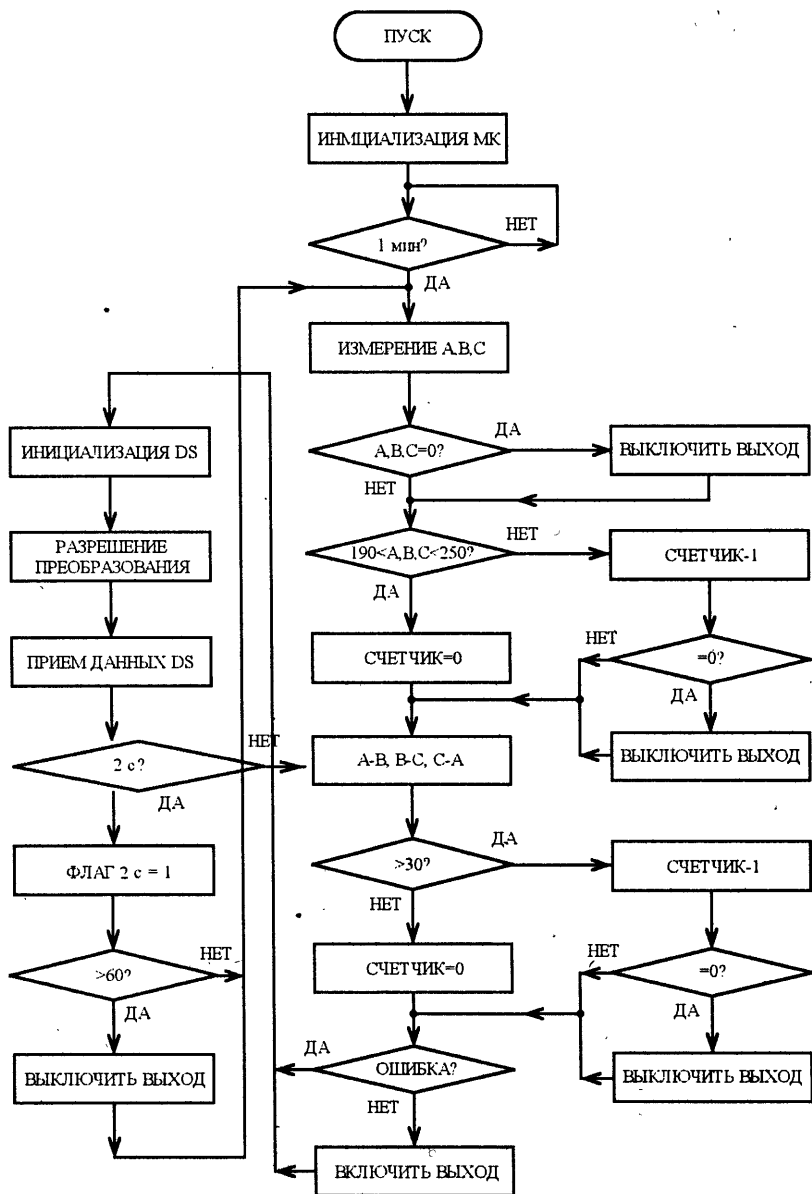 ПУСК
ИНМЦИАЛИЗАЦИЯ МК
НЕТ
1 мин?
ДА
ИЗМЕРЕНИЕ A,B,C
ДА
A,B,C=0?
ВЫКЛЮЧИТЬ ВЫХОД
НЕТ
НЕТ
190<A,B,C<250?
СЧЕТЧИК-1
ДА
НЕТ
СЧЕТЧИК=0
=0?
ДА
ВЫКЛЮЧИТЬ ВЫХОД
A-B, B-C, C-A
ДА
>30?
СЧЕТЧИК-1
НЕТ
НЕТ
СЧЕТЧИК=0
=0?
ДА
ДА
ОШИБКА?
ВЫКЛЮЧИТЬ ВЫХОД
НЕТ
ВКЛЮЧИТЬ ВЫХОД
ИНИЦИАЛИЗАЦИЯ DS
РАЗРЕШЕНИЕ
ПРЕОБРАЗОВАНИЯ
ПРИЕМ ДАННЫХ DS
НЕТ
2 с?
ДА
ФЛАГ 2 с = 1
НЕТ
>60?
ДА
ВЫКЛЮЧИТЬ ВЫХОД